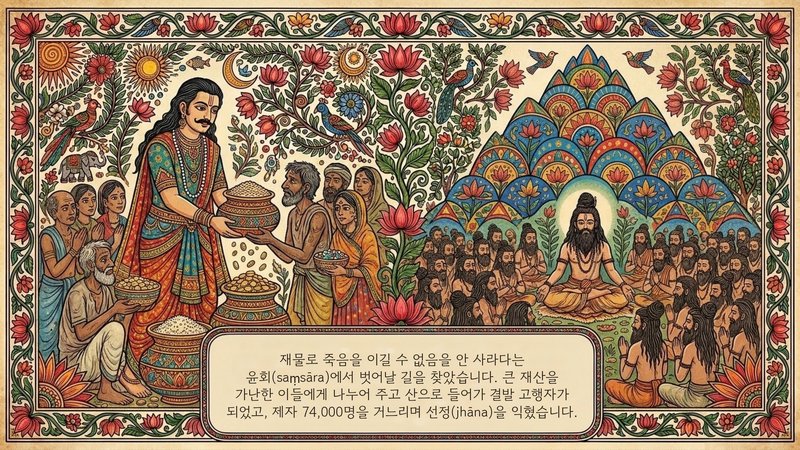 재물로 죽음을 이길 수 없음을 안 사라다는
윤회(saṃsāra)에서 벗어날 길을 찾았습니다. 큰 재산을
가난한 이들에게 나누어 주고 산으로 들어가 결발 고행자가
되었고, 제자 74,000명을 거느리며 선정(jhāna)을 익혔습니다.